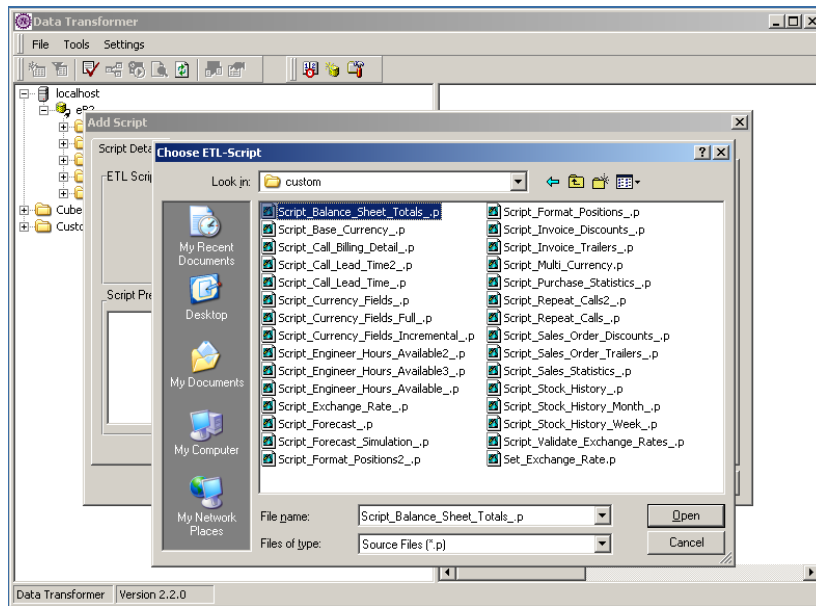 Data Transformer
File Tools Settings
localhost
eB2
Add Script
Script Deta
ETL Scrip
Script Pre
Cube
Custo
Choose ETL-Script
Look in: custom
My Recent Documents
Desktop
My Documents
My Computer
My Network Places
Script_Balance_Sheet_Totals_.p
Script_Base_Currency_.p
Script_Call_Billing_Detail_.p
Script_Call_Lead_Time2_.p
Script_Call_Lead_Time_.p
Script_Currency_Fields_.p
Script_Currency_Fields_Full_.p
Script_Currency_Fields_Incremental_.p
Script_Engineer_Hours_Available2_.p
Script_Engineer_Hours_Available3_.p
Script_Engineer_Hours_Available_.p
Script_Exchange_Rate_.p
Script_Forecast_.p
Script_Forecast_Simulation_.p
Script_Format_Positions2_.p
Script_Format_Positions_.p
Script_Invoice_Discounts_.p
Script_Invoice_Trailers_.p
Script_Multi_Currency.p
Script_Purchase_Statistics_.p
Script_Repeat_Calls2_.p
Script_Repeat_Calls_.p
Script_Sales_Order_Discounts_.p
Script_Sales_Order_Trailers_.p
Script_Sales_Statistics_.p
Script_Stock_History_.p
Script_Stock_History_Month_.p
Script_Stock_History_Week_.p
Script_Validate_Exchange_Rates_.p
Set_Exchange_Rate.p
File name: Script_Balance_Sheet_Totals_.p Open
Files of type: Source Files (*.p) Cancel
Data Transformer Version 2.2.0